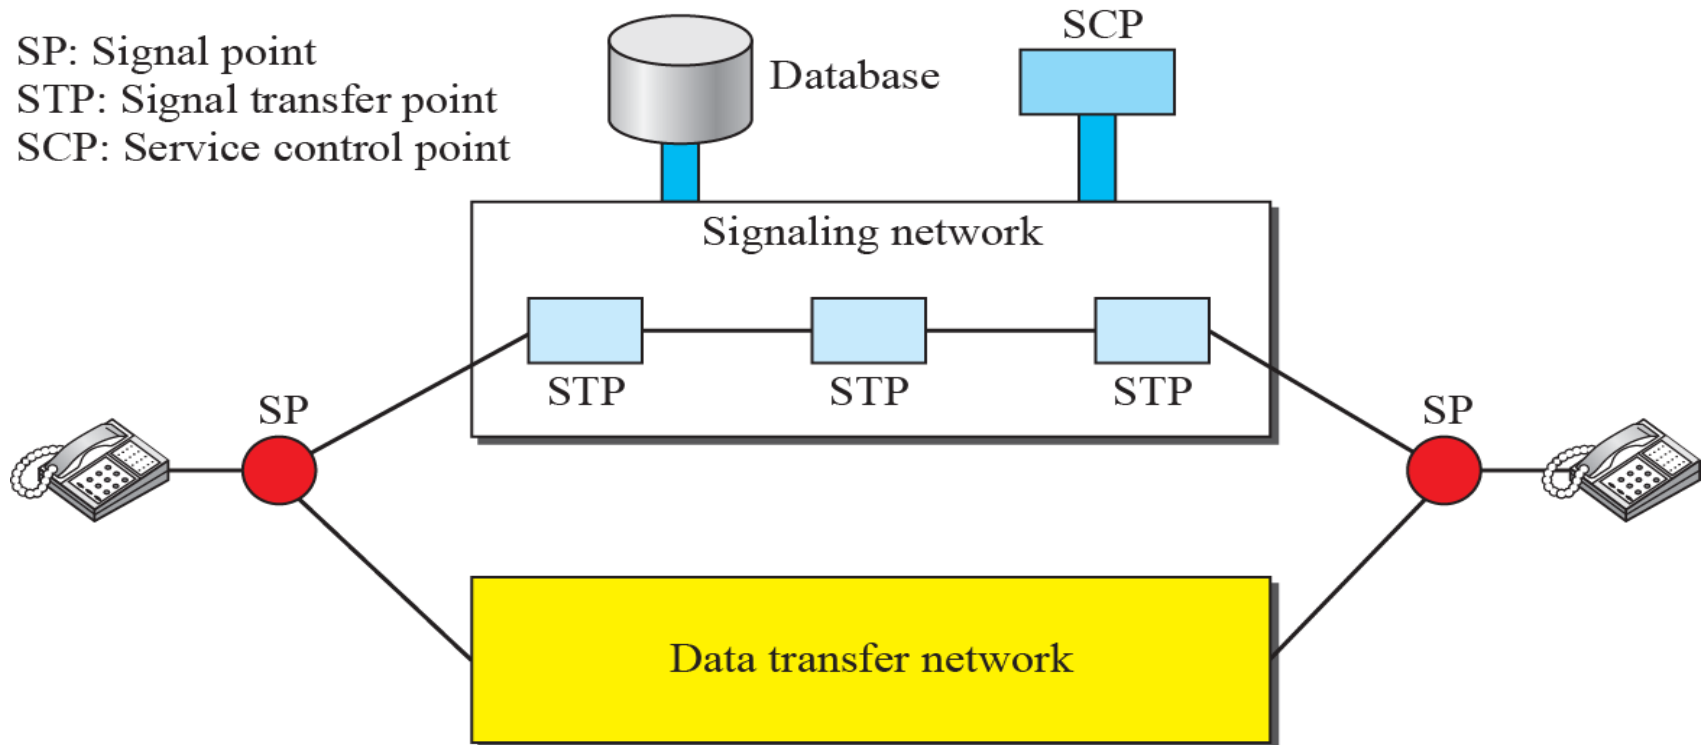 SP: Signal point
STP: Signal transfer point
SCP: Service control point
Database
SCP
Signaling network
STP
STP
STP
SP
SP
Data transfer network